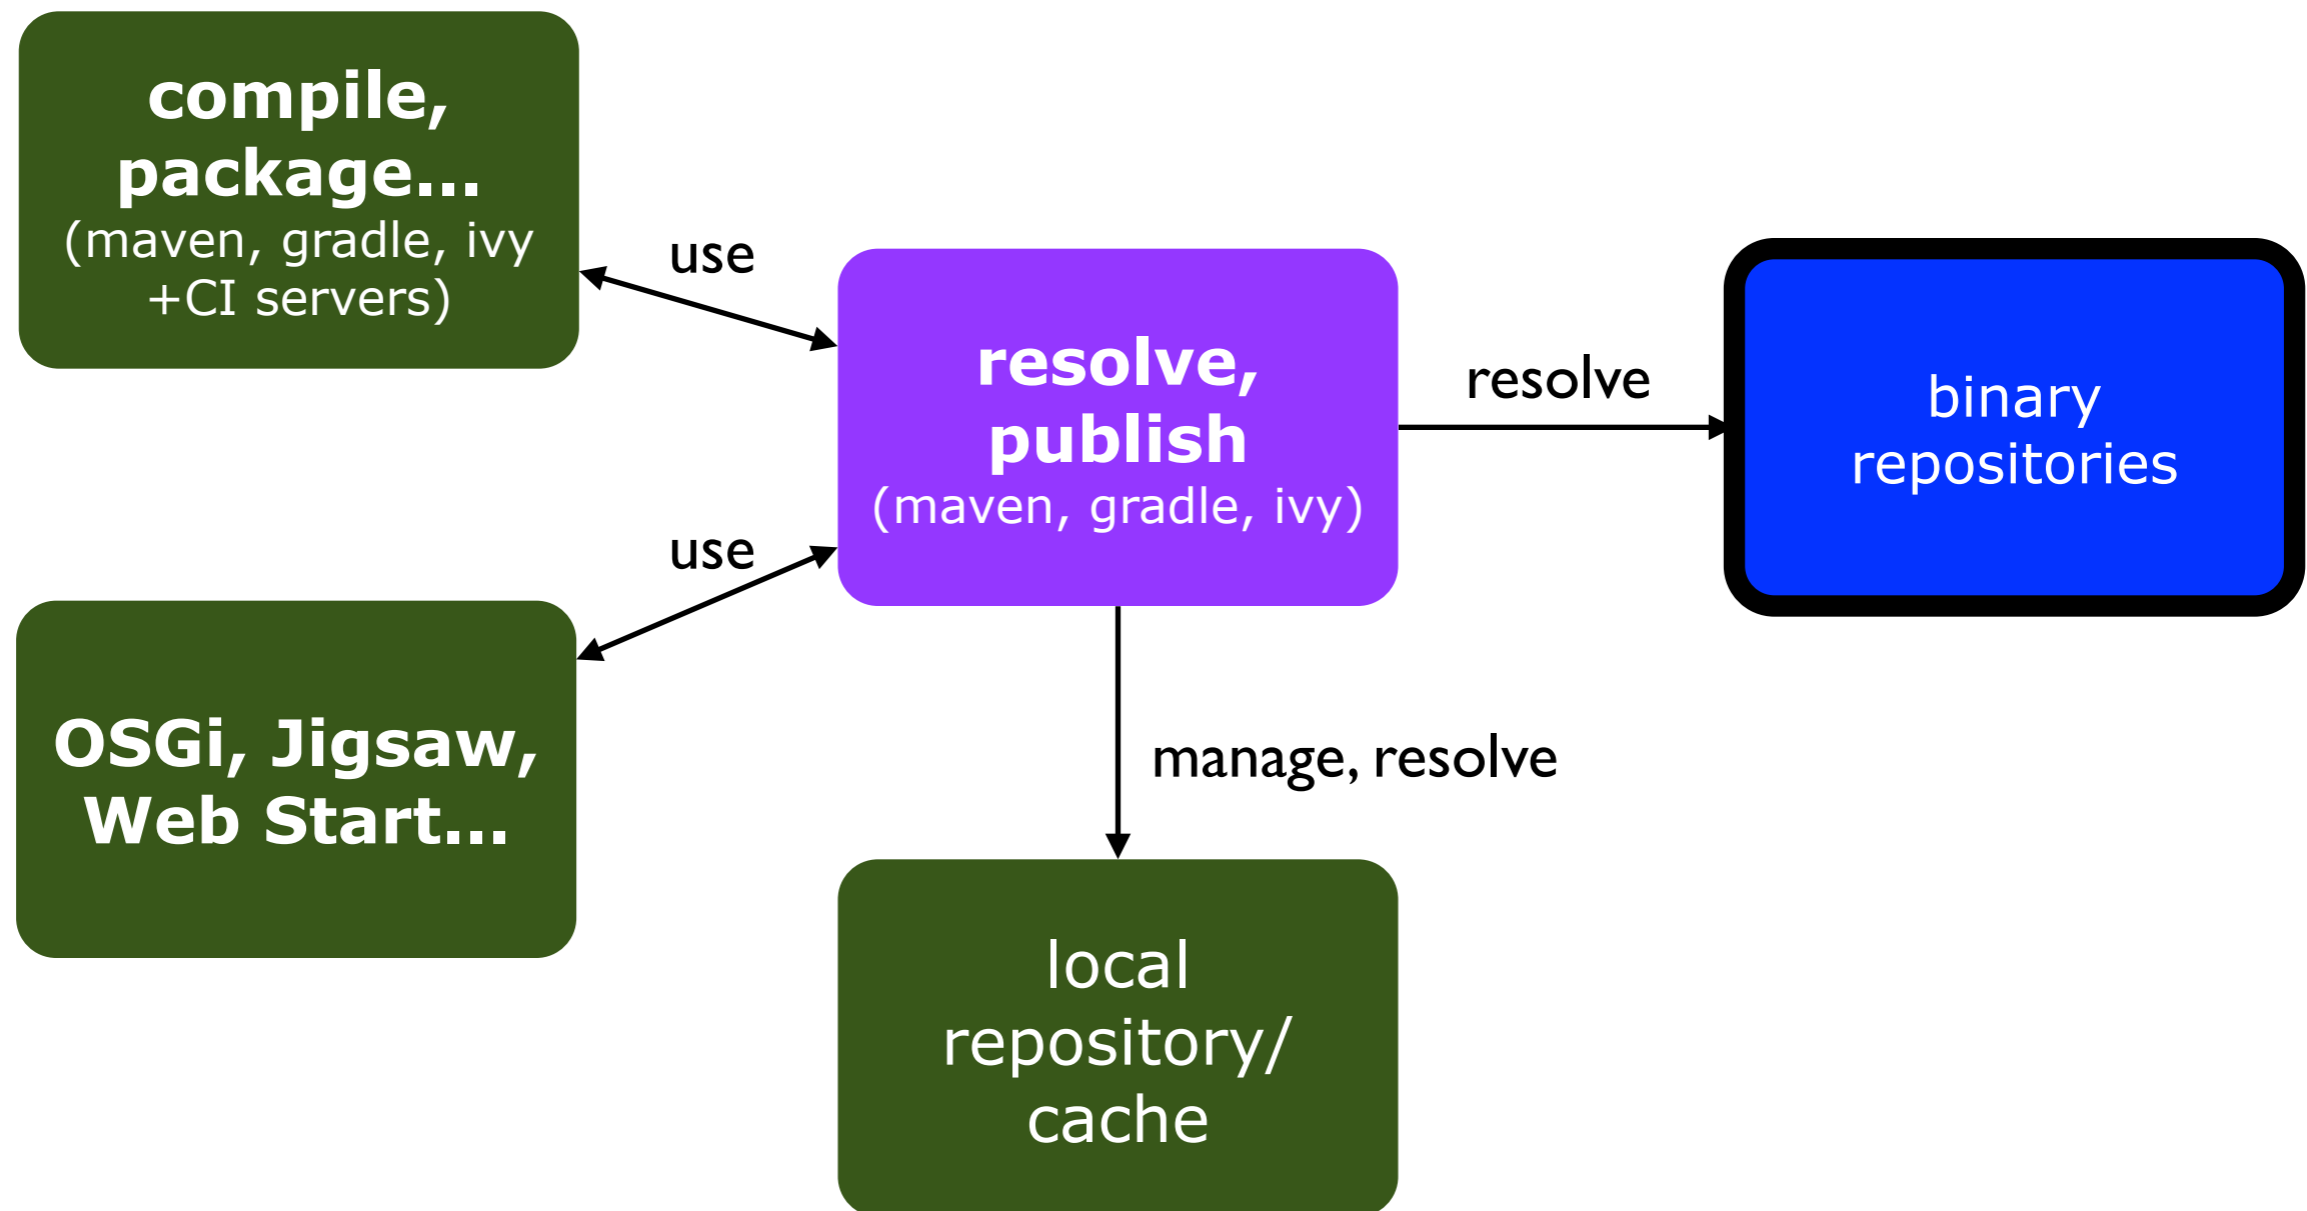 compile,
package...
(maven, gradle, ivy
+CI servers)
use
resolve,
publish
(maven, gradle, ivy)
resolve
binary
repositories
use
OSGi, Jigsaw,
Web Start...
manage, resolve
local
repository/
cache